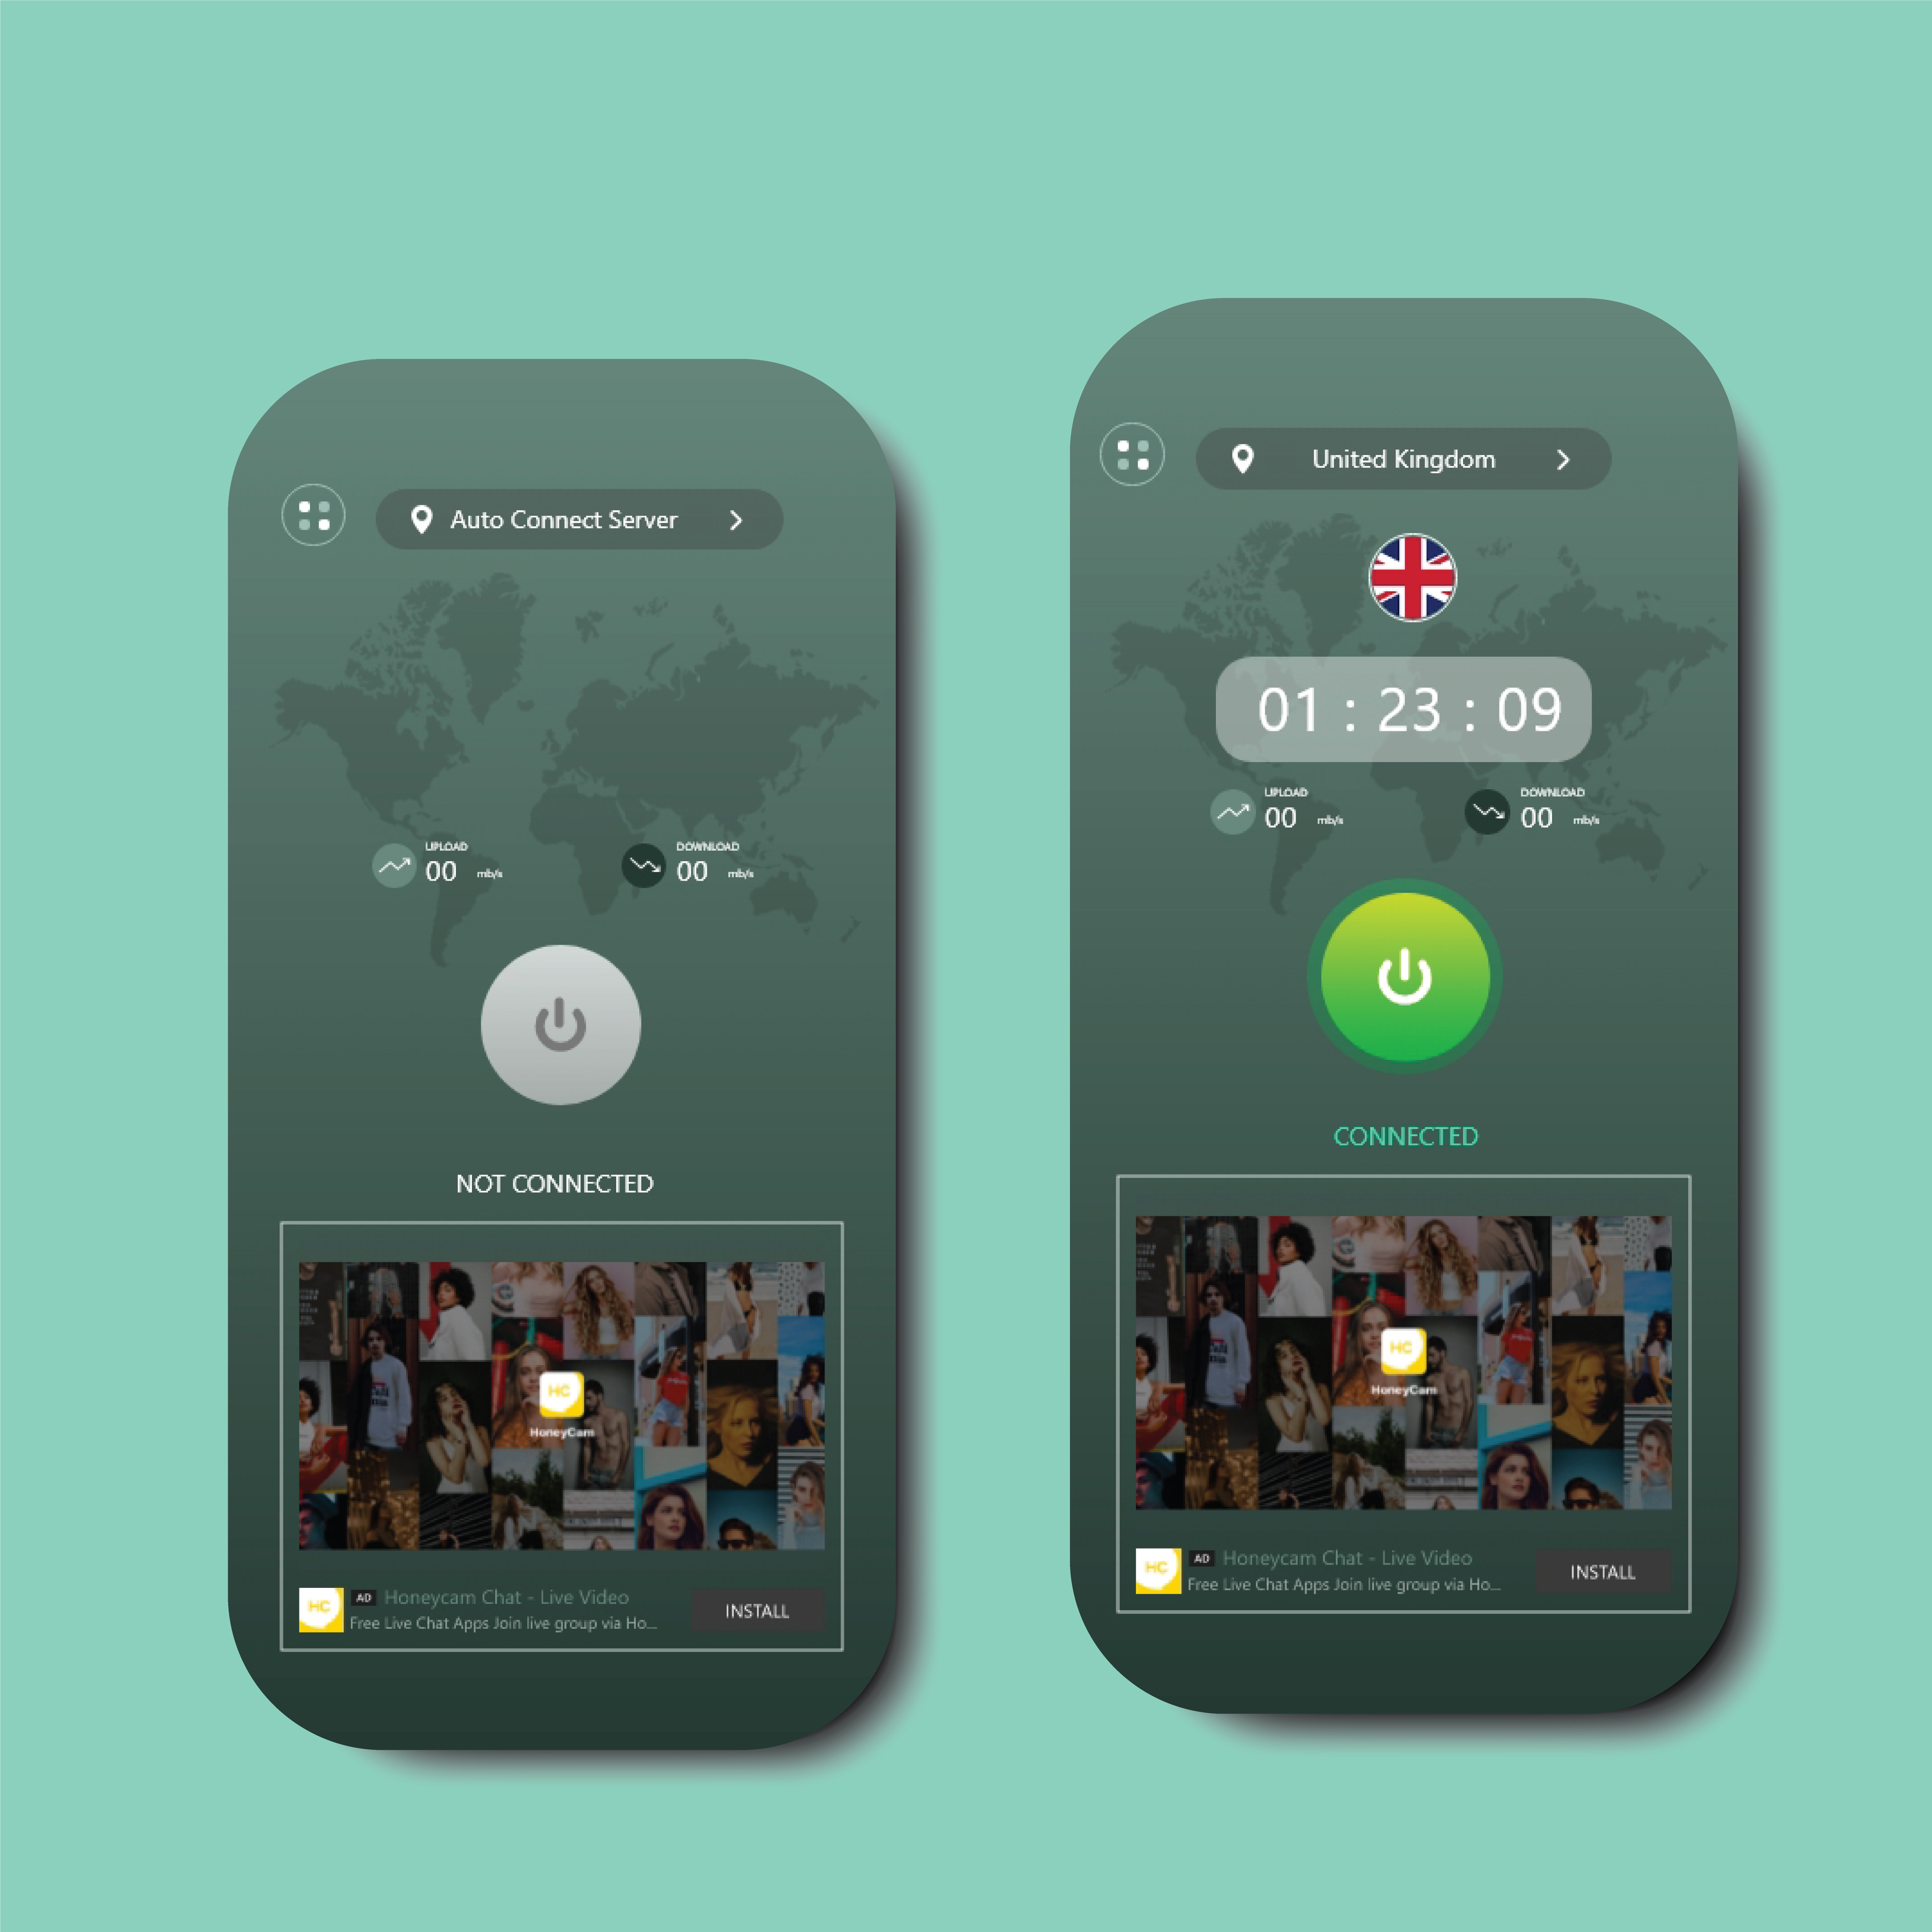 Auto Connect Server
UPLOAD
00 mb/s
DOWNLOAD
00 mb/s
NOT CONNECTED
HC
HoneyCam
HC
AD Honeycam Chat - Live Video
Free Live Chat Apps Join live group via Ho...
INSTALL
United Kingdom
01 : 23 : 09
UPLOAD
00 mb/s
DOWNLOAD
00 mb/s
CONNECTED
HC
HoneyCam
HC
AD Honeycam Chat - Live Video
Free Live Chat Apps Join live group via Ho...
INSTALL